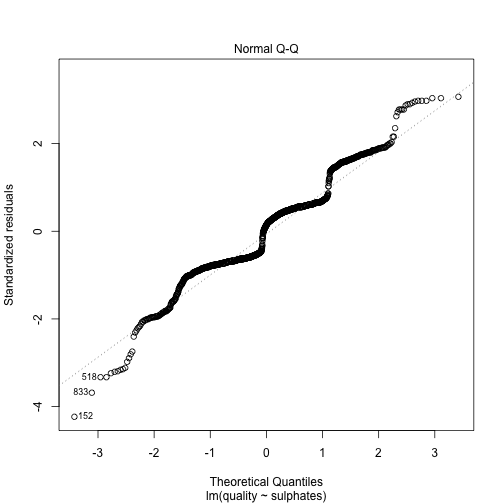 Normal Q-Q
Standardized residuals
2
0
-2
-4
518
833
152
-3 -2 -1 0 1 2 3
Theoretical Quantiles
lm(quality ~ sulphates)